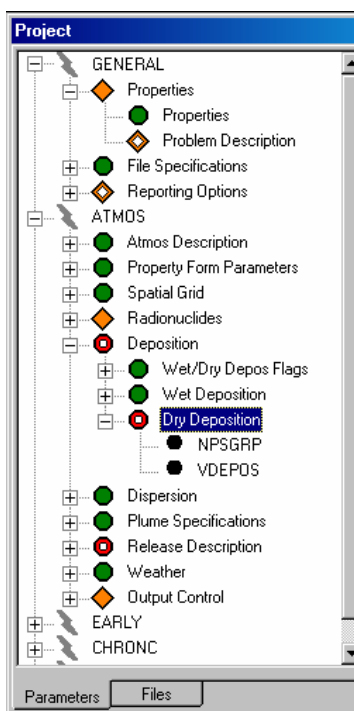 Project
GENERAL
Properties
Properties
Problem Description
File Specifications
Reporting Options
ATMOS
Atmos Description
Property Form Parameters
Spatial Grid
Radionuclides
Deposition
Wet/Dry Depos Flags
Wet Deposition
Dry Deposition
NPSGRP
VDEPOS
Dispersion
Plume Specifications
Release Description
Weather
Output Control
EARLY
CHRONC
Parameters Files